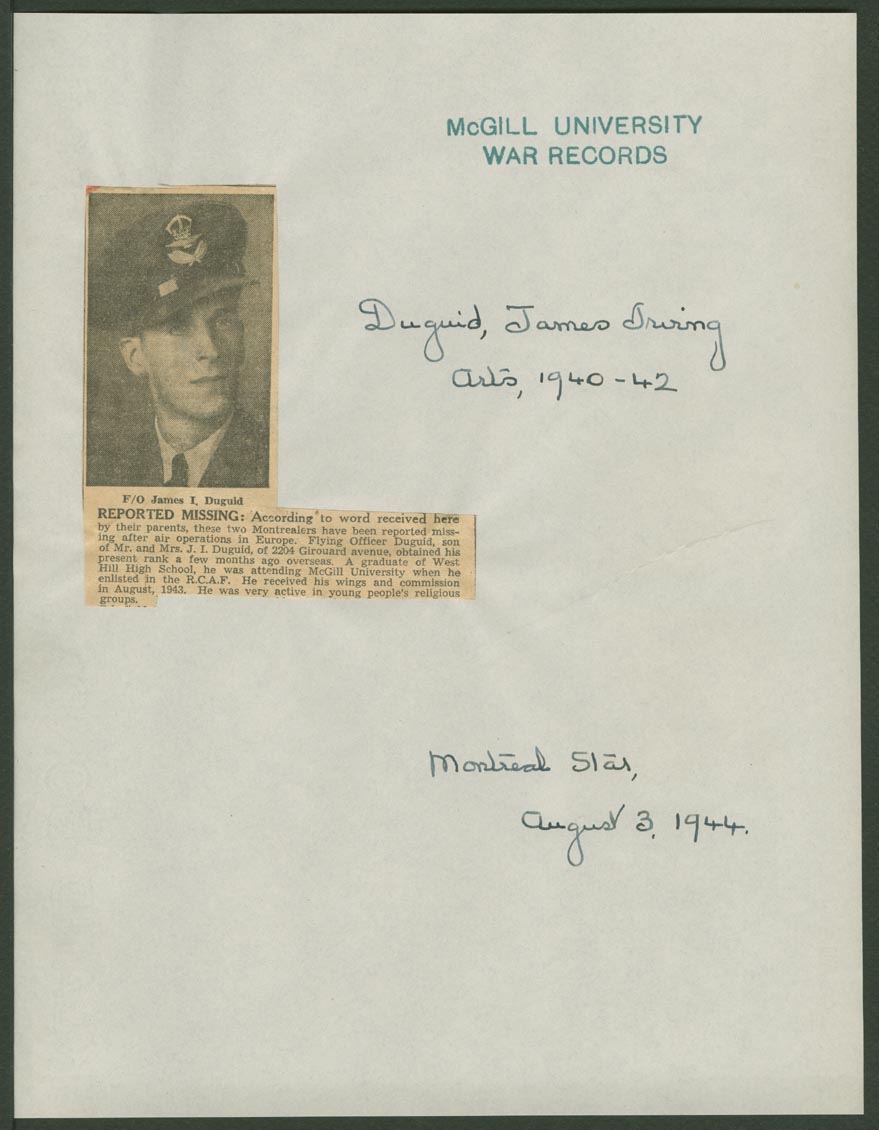 McGILL UNIVERSITY
WAR RECORDS
Duguid, James Irving
Arts, 1940-42
F/O James I. Duguid
REPORTED MISSING: According to word received here
by their parents, these two Montrealers have been reported miss-
ing after air operations in Europe. Flying Officer Duguid, son
of Mr. and Mrs. J. I. Duguid, of 2204 Girouard avenue, obtained his
present rank a few months ago overseas. A graduate of West
Hill High School, he was attending McGill University when he
enlisted in the R.C.A.F. He received his wings and commission
in August, 1943. He was very active in young people's religious
groups.
Montreal Star,
August 3, 1944.